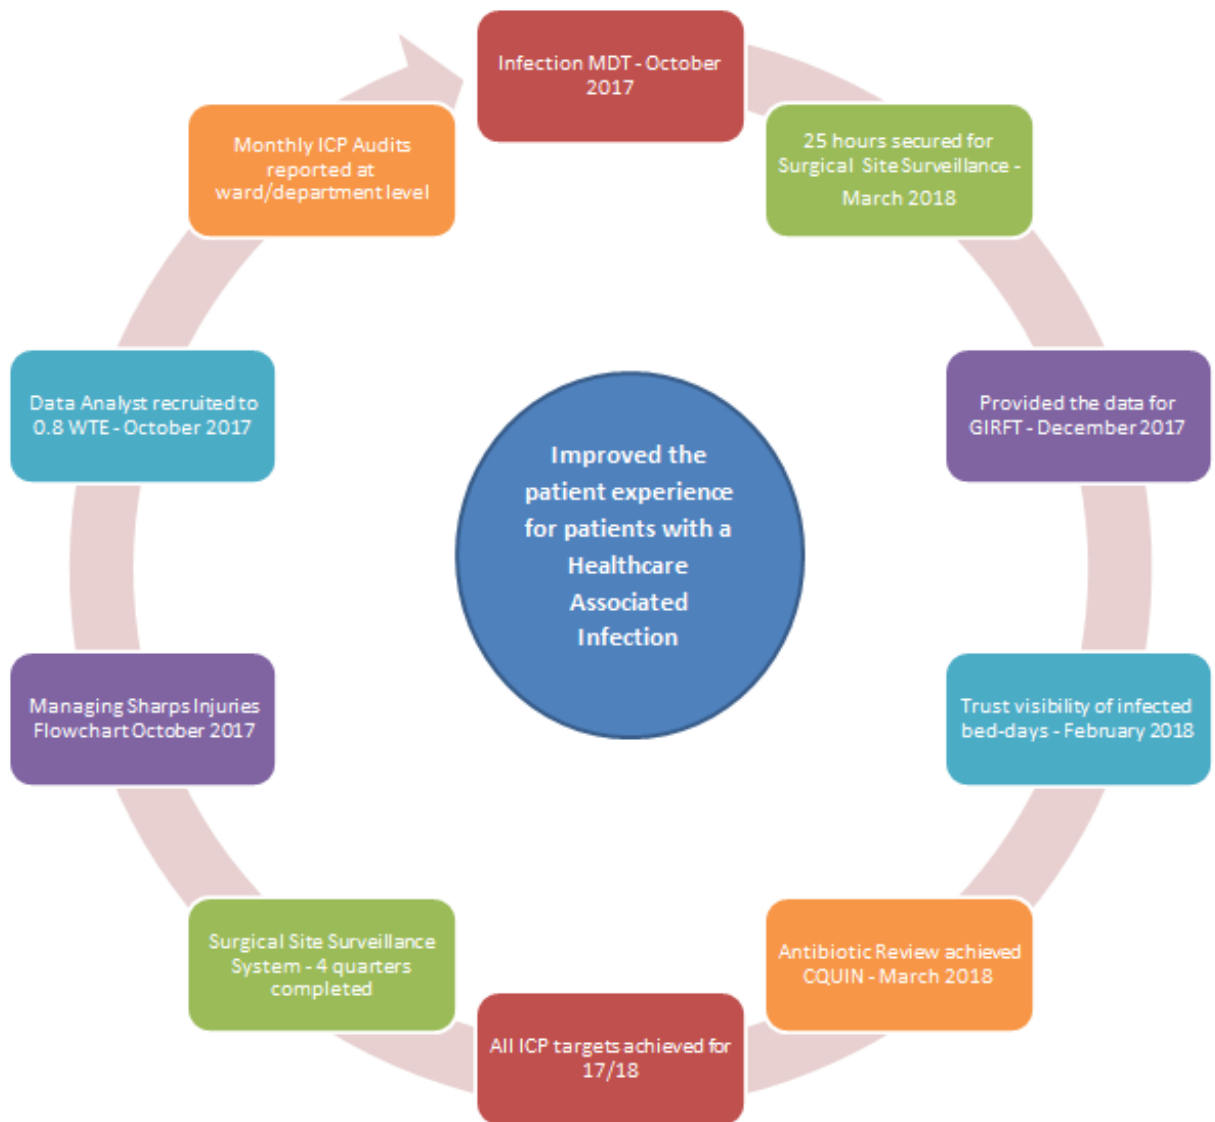 Infection MDT - October
2017
25 hours secured for
Surgical Site Surveillance -
March 2018
Provided the data for
GIRFT - December 2017
Trust visibility of infected
bed-days - February 2018
Antibiotic Review achieved
CQUIN - March 2018
All ICP targets achieved for
17/18
Surgical Site Surveillance
System - 4 quarters
completed
Managing Sharps Injuries
Flowchart October 2017
Data Analyst recruited to
0.8 WTE - October 2017
Monthly ICP Audits
reported at
ward/department level
Improved the
patient experience
for patients with a
Healthcare
Associated
Infection